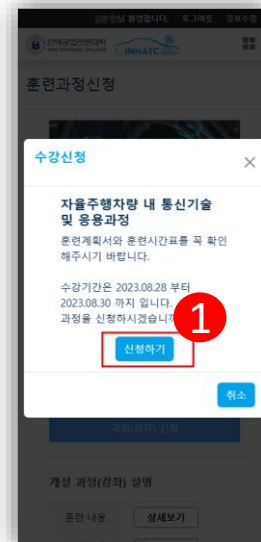 님 환영합니다. 로그아웃 정보수정
인하공업전문대학
INHATC
훈련과정신청
수강신청
×
자율주행차량 내 통신기술
및 응용과정
훈련계획서와 훈련시간표를 꼭 확인
해주시기 바랍니다.
수강기간은 2023.08.28 부터
2023.08.30 까지 입니다.
과정을 신청하시겠습니
1
신청하기
취소
과정(강좌) 신청
개설 과정(강좌) 설명
훈련 내용 상세보기